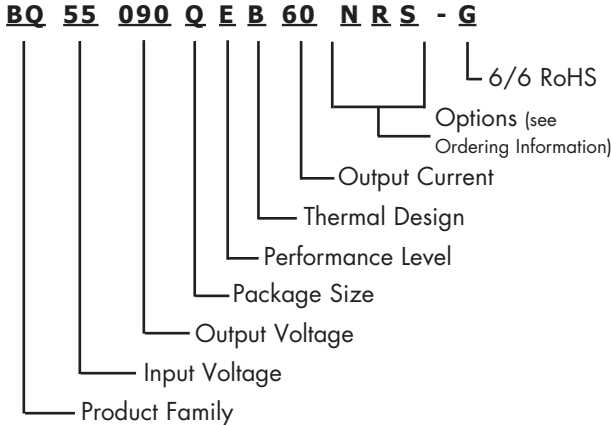 BQ 55 090 Q E B 60 N R S - G
6/6 RoHS
Options (see
Ordering Information)
Output Current
Thermal Design
Performance Level
Package Size
Output Voltage
Input Voltage
Product Family